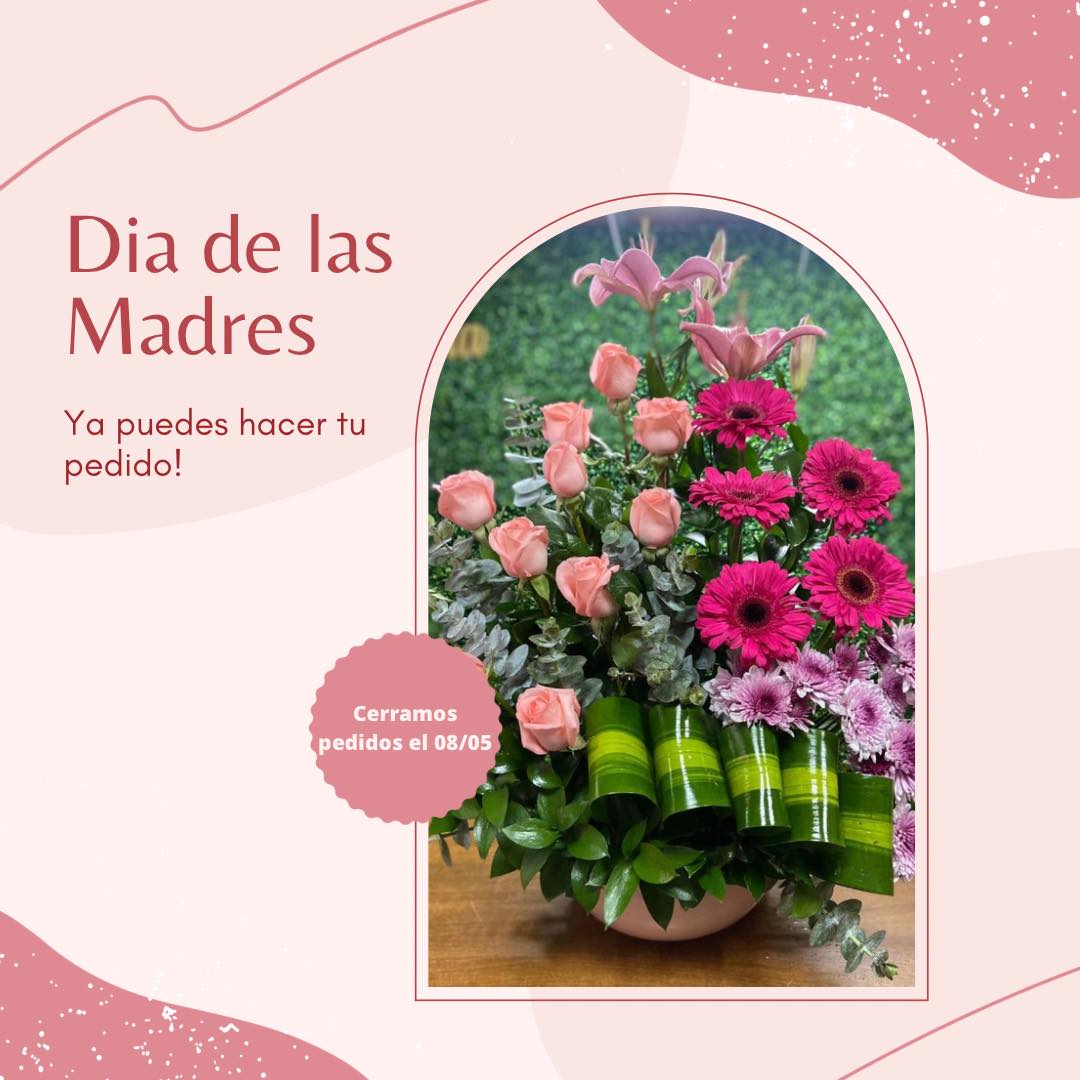 Dia de las
Madres
Ya puedes hacer tu
pedido!
Cerramos
pedidos el 08/05